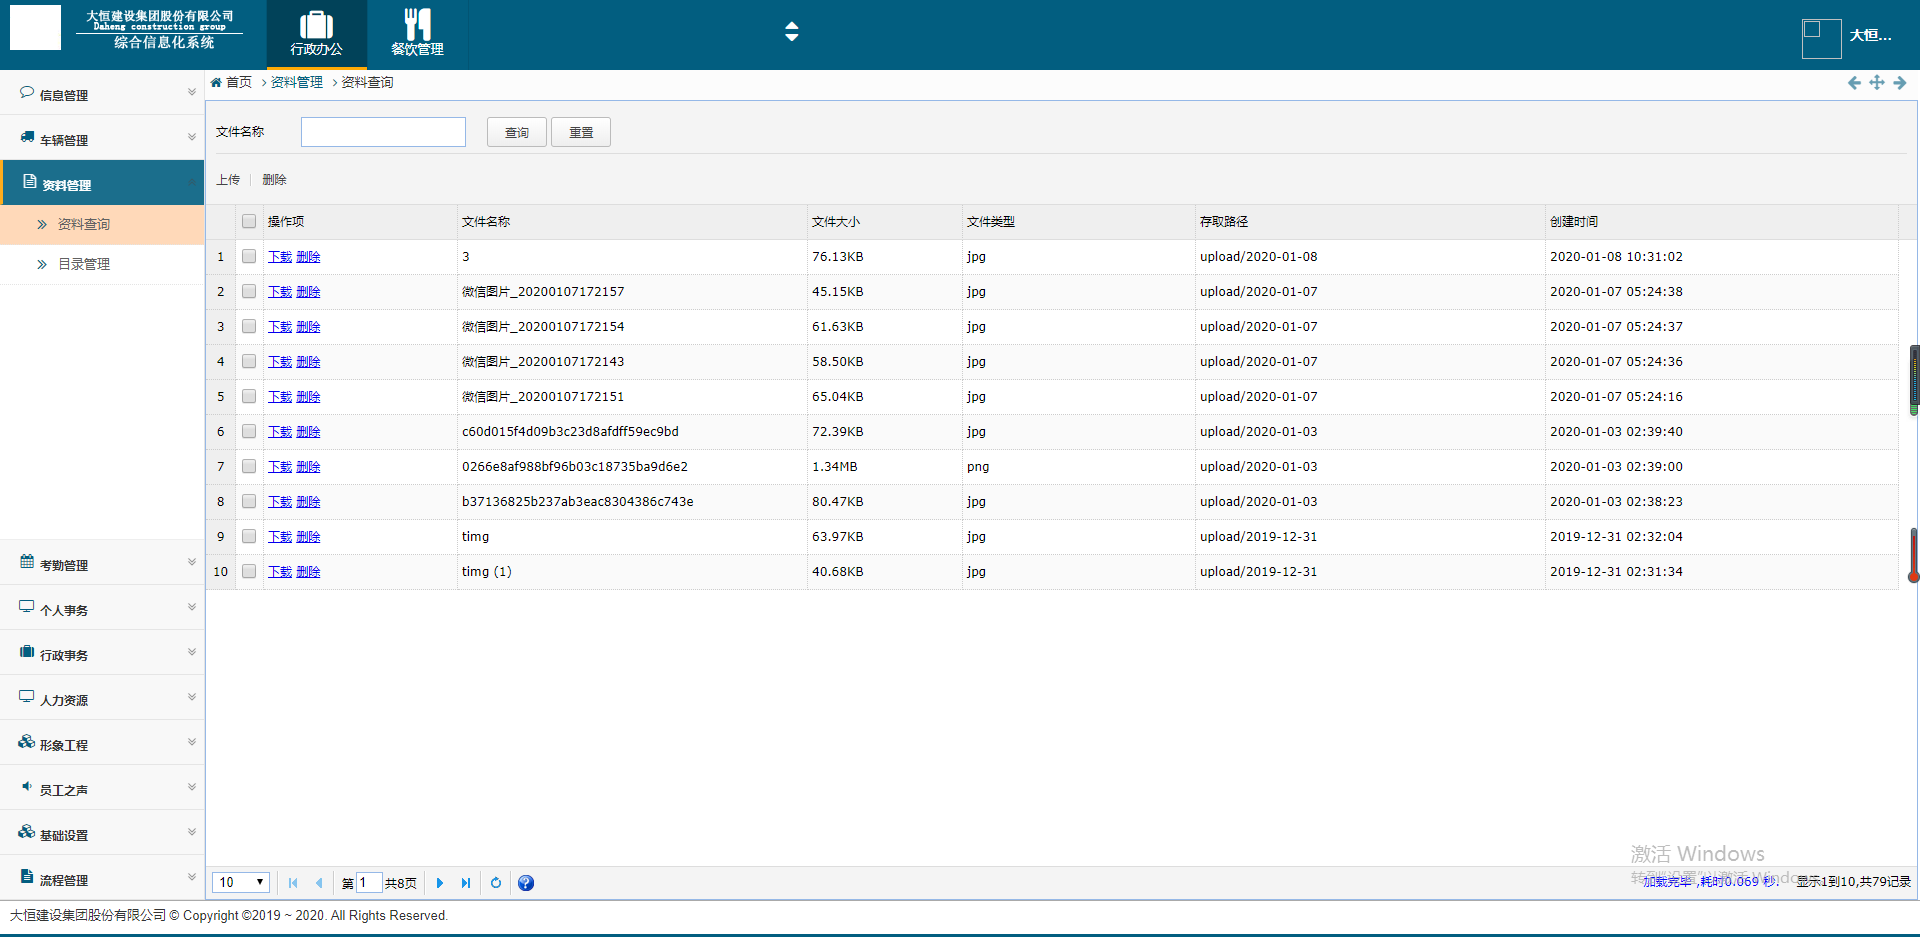 大恒建设集团股份有限公司
Daheng construction group
综合信息化系统
行政办公
餐饮管理
大恒...
首页 > 资料管理 > 资料查询
信息管理
车辆管理
资料管理
资料查询
目录管理
考勤管理
个人事务
行政事务
人力资源
形象工程
员工之声
基础设置
流程管理
文件名称 查询 重置
上传 删除
操作项 文件名称 文件大小 文件类型 存取路径 创建时间
1 下载 删除 3 76.13KB jpg upload/2020-01-08 2020-01-08 10:31:02
2 下载 删除 微信图片_20200107172157 45.15KB jpg upload/2020-01-07 2020-01-07 05:24:38
3 下载 删除 微信图片_20200107172154 61.63KB jpg upload/2020-01-07 2020-01-07 05:24:37
4 下载 删除 微信图片_20200107172143 58.50KB jpg upload/2020-01-07 2020-01-07 05:24:36
5 下载 删除 微信图片_20200107172151 65.04KB jpg upload/2020-01-07 2020-01-07 05:24:16
6 下载 删除 c60d015f4d09b3c23d8afdff59ec9bd 72.39KB jpg upload/2020-01-03 2020-01-03 02:39:40
7 下载 删除 0266e8af988bf96b03c18735ba9d6e2 1.34MB png upload/2020-01-03 2020-01-03 02:39:00
8 下载 删除 b37136825b237ab3eac8304386c743e 80.47KB jpg upload/2020-01-03 2020-01-03 02:38:23
9 下载 删除 timg 63.97KB jpg upload/2019-12-31 2019-12-31 02:32:04
10 下载 删除 timg (1) 40.68KB jpg upload/2019-12-31 2019-12-31 02:31:34
激活 Windows
转到"设置"以激活 Windows。
10 第 1 共8页 加载完毕,耗时0.069 秒. 显示1到10,共79记录
大恒建设集团股份有限公司 © Copyright ©2019 ~ 2020. All Rights Reserved.